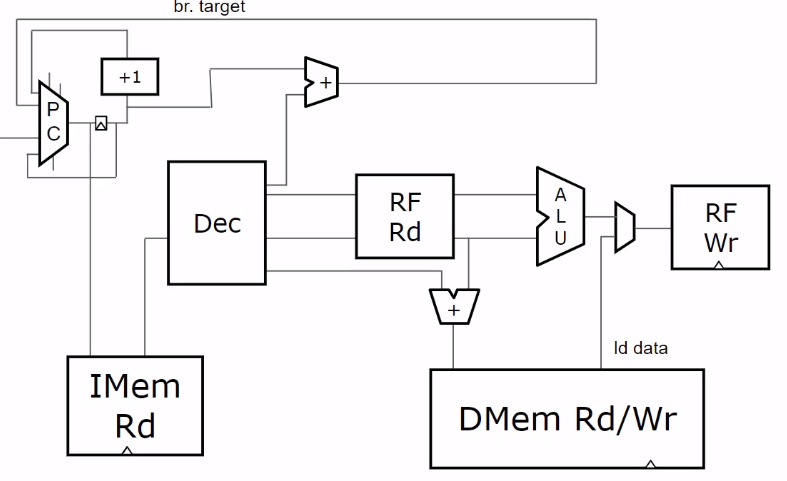 br. target
+1
P
C
+
Dec
RF
Rd
A
L
U
RF
Wr
+
ld data
IMem
Rd
DMem Rd/Wr